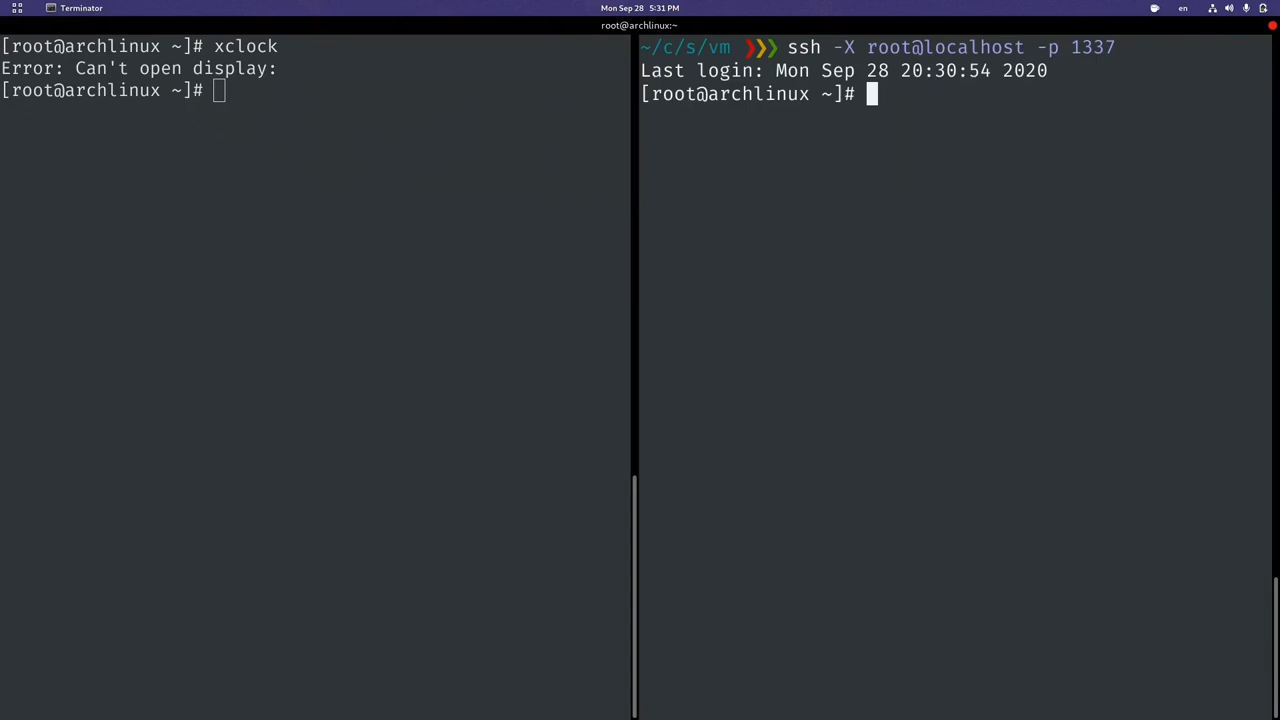 Terminator
Mon Sep 28 5:31 PM
en
root@archlinux:~
[root@archlinux ~]# xclock
Error: Can't open display:
[root@archlinux ~]#
~/c/s/vm ❯❯❯ ssh -X root@localhost -p 1337
Last login: Mon Sep 28 20:30:54 2020
[root@archlinux ~]#